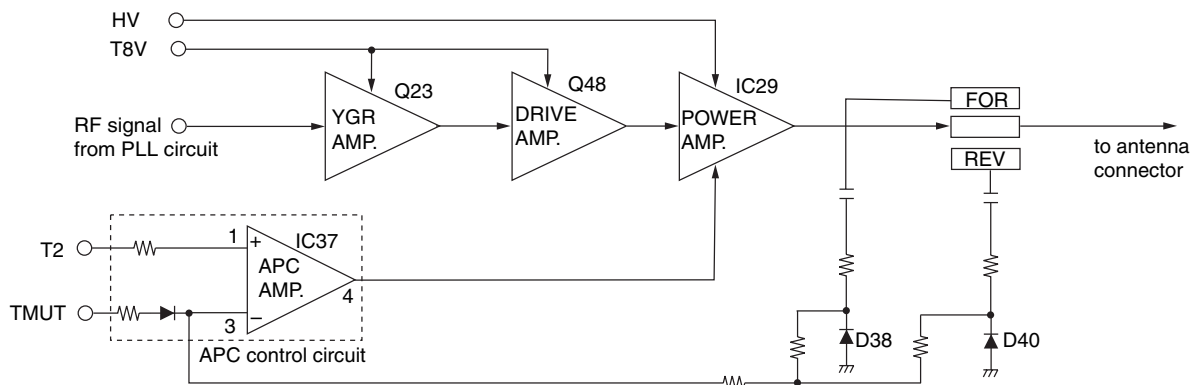 HV
T8V
Q23
Q48
IC29
FOR
YGR
AMP.
DRIVE
AMP.
POWER
AMP.
RF signal
from PLL circuit
REV
to antenna
connector
T2
1
+
IC37
APC
AMP.
4
TMUT
3
–
APC control circuit
D38
D40